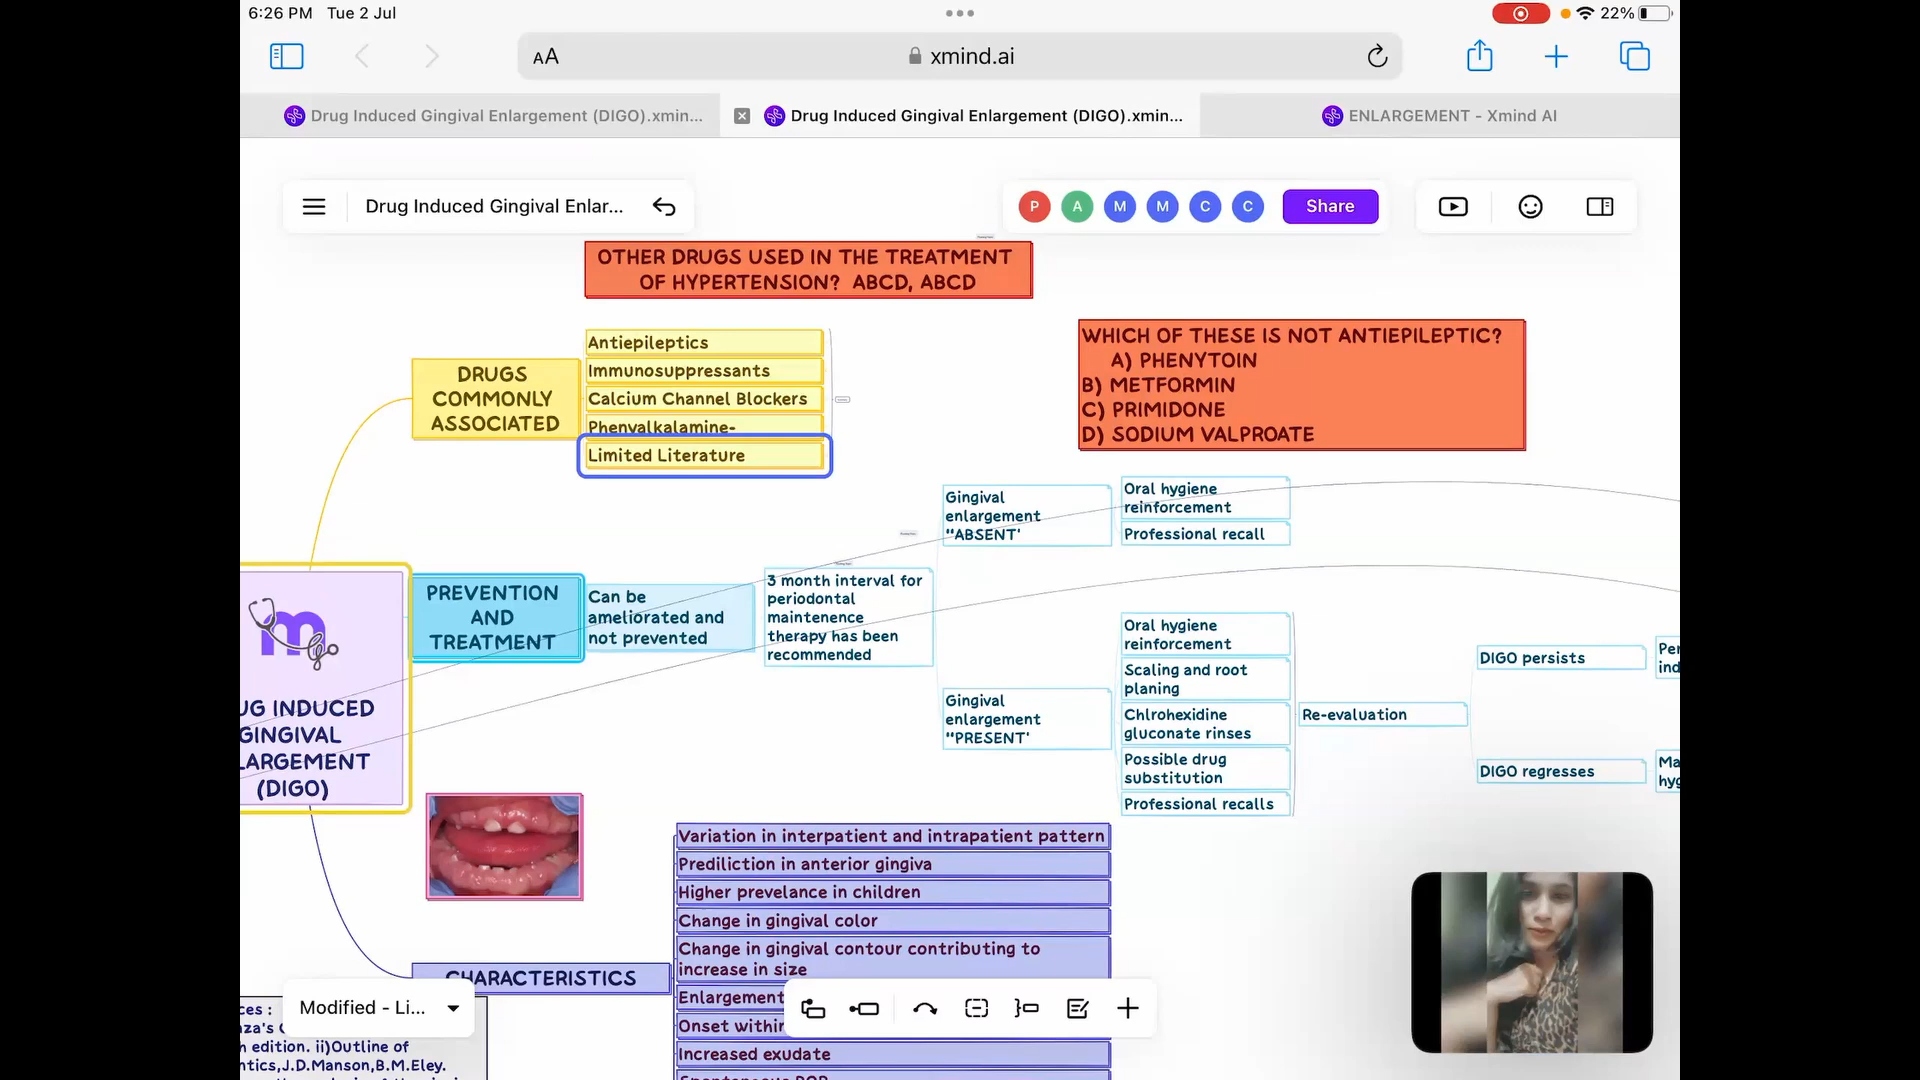 6:26 PM Tue 2 Jul
22%
AA
xmind.ai
Drug Induced Gingival Enlargement (DIGO).xmin...
Drug Induced Gingival Enlargement (DIGO).xmin...
ENLARGEMENT - Xmind AI
Drug Induced Gingival Enlar...
P A M M C C
Share
OTHER DRUGS USED IN THE TREATMENT
OF HYPERTENSION? ABCD, ABCD
WHICH OF THESE IS NOT ANTIEPILEPTIC?
A) PHENYTOIN
B) METFORMIN
C) PRIMIDONE
D) SODIUM VALPROATE
DRUGS
COMMONLY
ASSOCIATED
Antiepileptics
Immunosuppressants
Calcium Channel Blockers
Phenyalkalamine-
Limited Literature
PREVENTION
AND
TREATMENT
Can be
ameliorated and
not prevented
3 month interval for
periodontal
maintenence
therapy has been
recommended
Gingival
enlargement
"ABSENT'
Oral hygiene
reinforcement
Professional recall
Gingival
enlargement
"PRESENT'
Oral hygiene
reinforcement
Scaling and root
planing
Chlrohexidine
gluconate rinses
Possible drug
substitution
Professional recalls
Re-evaluation
DIGO persists
Per
ind
DIGO regresses
Ma
hyg
m
UG INDUCED
GINGIVAL
LARGEMENT
(DIGO)
CHARACTERISTICS
Variation in interpatient and intrapatient pattern
Prediliction in anterior gingiva
Higher prevelance in children
Change in gingival color
Change in gingival contour contributing to
increase in size
Enlargement
Onset within
Increased exudate
Modified - Li...
ces :
nza's
h edition. ii)Outline of
ntics,J.D.Manson,B.M.Eley.